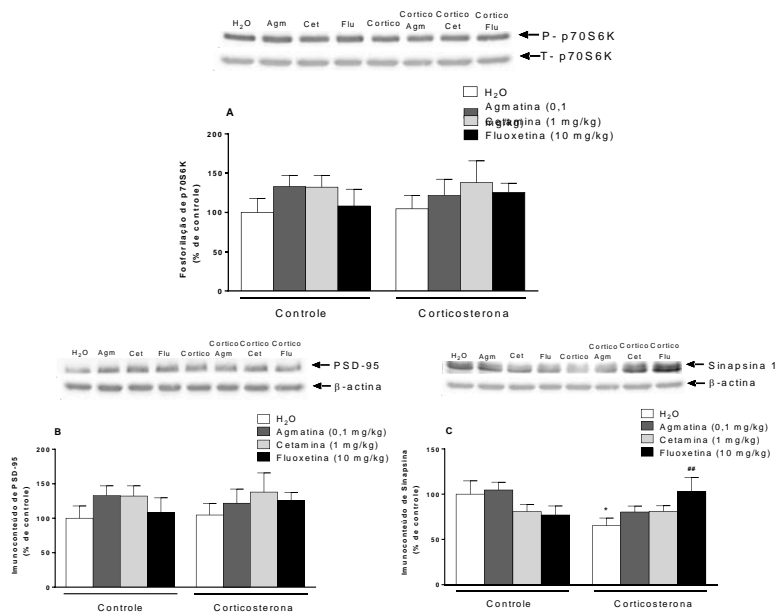 H2O Agm Cet Flu Cortico Cortico Agm Cortico Cet Cortico Flu
P- p70S6K
T- p70S6K
H2O
Agmatina (0,1 mg/kg)
Cetamina (1 mg/kg)
Fluoxetina (10 mg/kg)
A
Fosforilação de p70S6K
(% de controle)
200
150
100
50
0
Controle Corticosterona
H2O Agm Cet Flu Cortico Cortico Agm Cortico Cet Cortico Flu
PSD-95
β-actina
H2O
Agmatina (0,1 mg/kg)
Cetamina (1 mg/kg)
Fluoxetina (10 mg/kg)
B
Imunoconteúdo de PSD-95
(% de controle)
200
150
100
50
0
Controle Corticosterona
H2O Agm Cet Flu Cortico Cortico Agm Cortico Cet Cortico Flu
Sinapsina 1
β-actina
H2O
Agmatina (0,1 mg/kg)
Cetamina (1 mg/kg)
Fluoxetina (10 mg/kg)
C
Imunoconteúdo de Sinapsina
(% de controle)
150
100
50
0
*
##
Controle Corticosterona